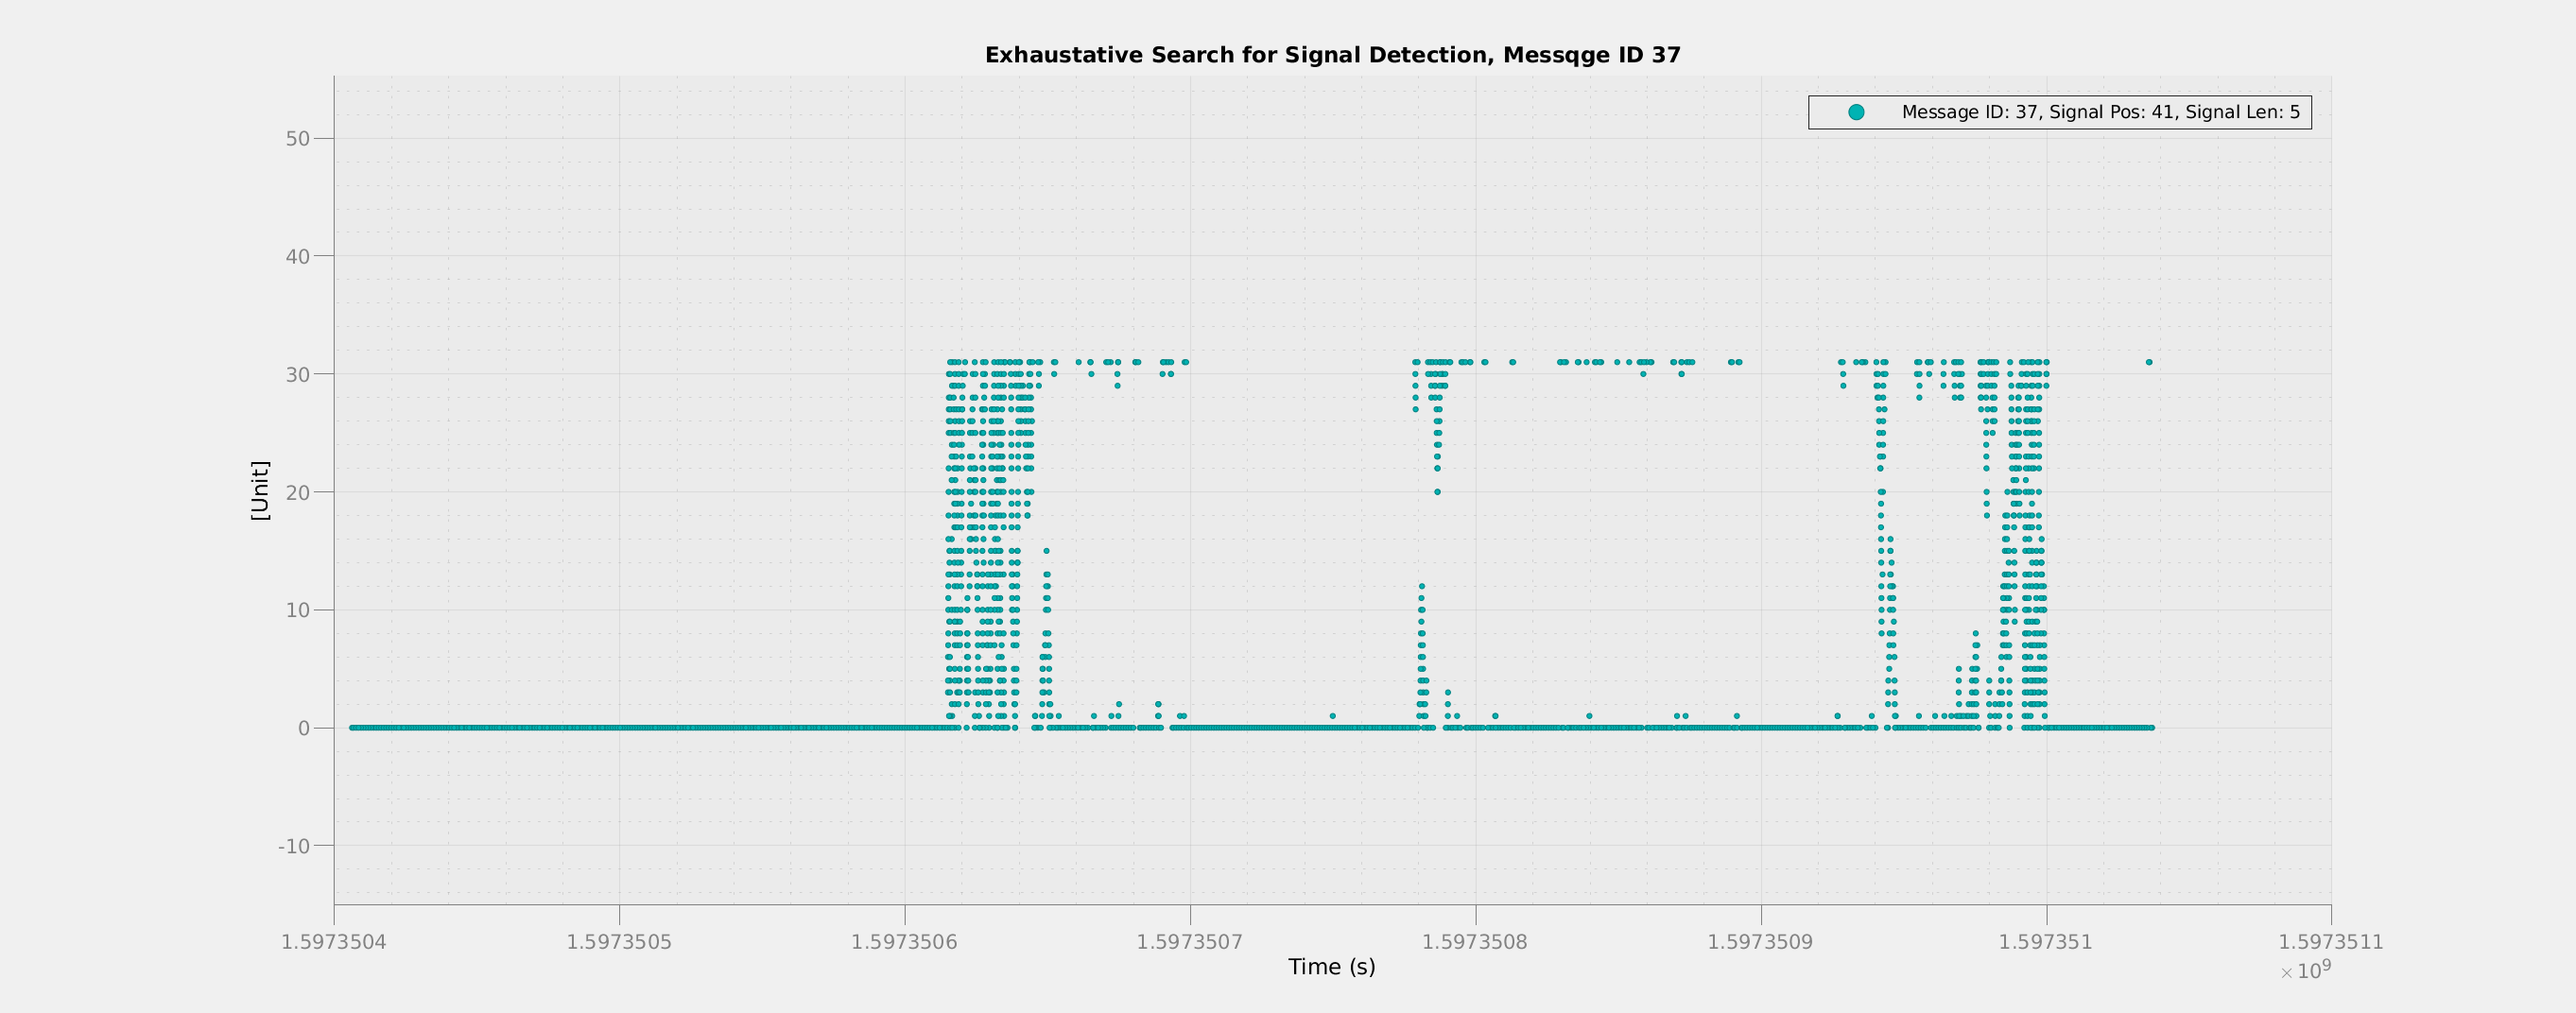 Exhaustative Search for Signal Detection, Messqge ID 37
Message ID: 37, Signal Pos: 41, Signal Len: 5
50
40
30
20
10
0
-10
[Unit]
1.5973504 1.5973505 1.5973506 1.5973507 1.5973508 1.5973509 1.597351 1.5973511
Time (s)
× 10⁹